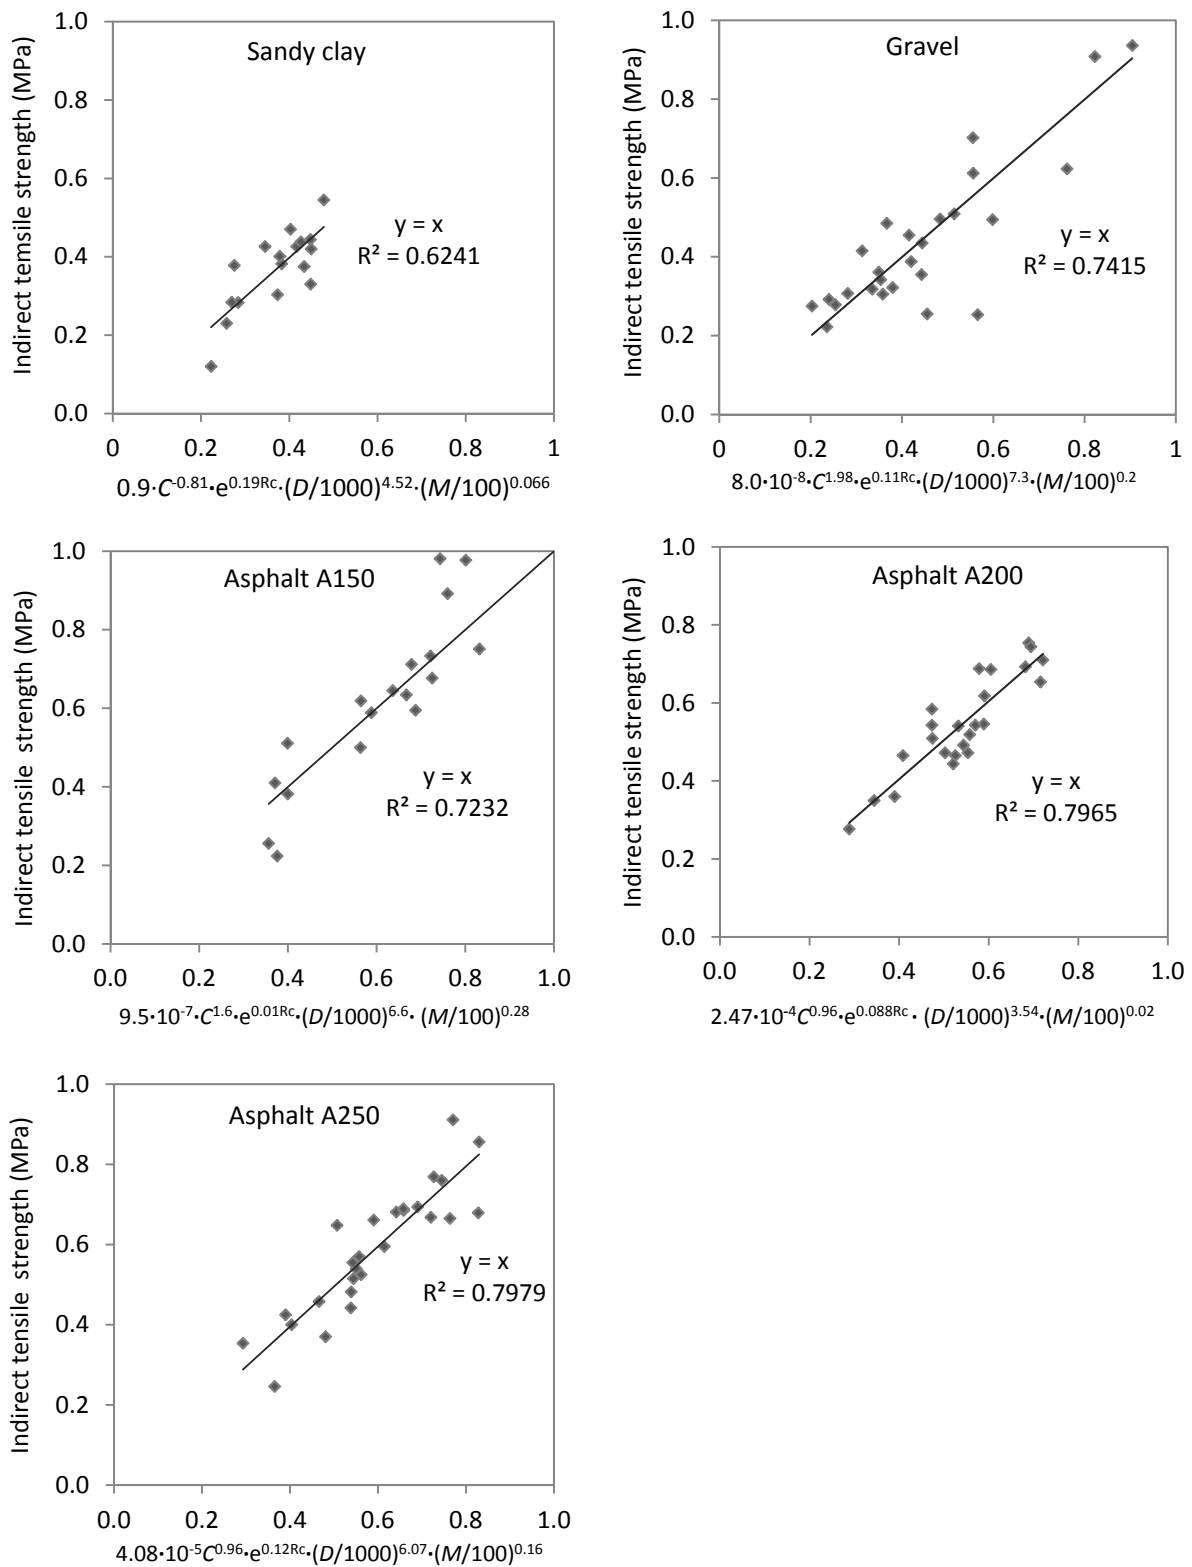 Sandy clay
Indirect tensile strength (MPa)
1.0
0.8
0.6
0.4
0.2
0.0
y = x
R² = 0.6241
0 0.2 0.4 0.6 0.8 1
0.9·C^-0.81·e^0.19Rc·(D/1000)^4.52·(M/100)^0.066
Gravel
Indirect tensile strength (MPa)
1.0
0.8
0.6
0.4
0.2
0.0
y = x
R² = 0.7415
0 0.2 0.4 0.6 0.8 1
8.0·10^-8·C^1.98·e^0.11Rc·(D/1000)^7.3·(M/100)^0.2
Asphalt A150
Indirect tensile strength (MPa)
1.0
0.8
0.6
0.4
0.2
0.0
y = x
R² = 0.7232
0 0.2 0.4 0.6 0.8 1.0
9.5·10^-7·C^1.6·e^0.01Rc·(D/1000)^6.6·(M/100)^0.28
Asphalt A200
Indirect tensile strength (MPa)
1.0
0.8
0.6
0.4
0.2
0.0
y = x
R² = 0.7965
0.0 0.2 0.4 0.6 0.8 1.0
2.47·10^-4C^0.96·e^0.088Rc·(D/1000)^3.54·(M/100)^0.02
Asphalt A250
Indirect tensile strength (MPa)
1.0
0.8
0.6
0.4
0.2
0.0
y = x
R² = 0.7979
0.0 0.2 0.4 0.6 0.8 1.0
4.08·10^-5C^0.96·e^0.12Rc·(D/1000)^6.07·(M/100)^0.16